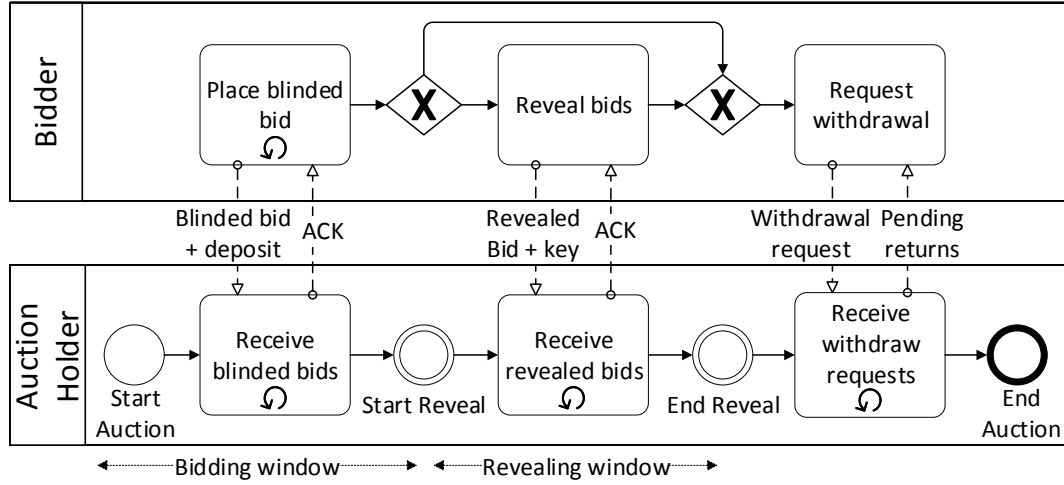 Bidder
Place blinded
bid
X
Reveal bids
X
Request
withdrawal
Blinded bid
+ deposit
ACK
Revealed
Bid + key
ACK
Withdrawal
request
Pending
returns
Auction
Holder
Start
Auction
Receive
blinded bids
Start Reveal
Receive
revealed bids
End Reveal
Receive
withdraw
requests
End
Auction
Bidding window
Revealing window